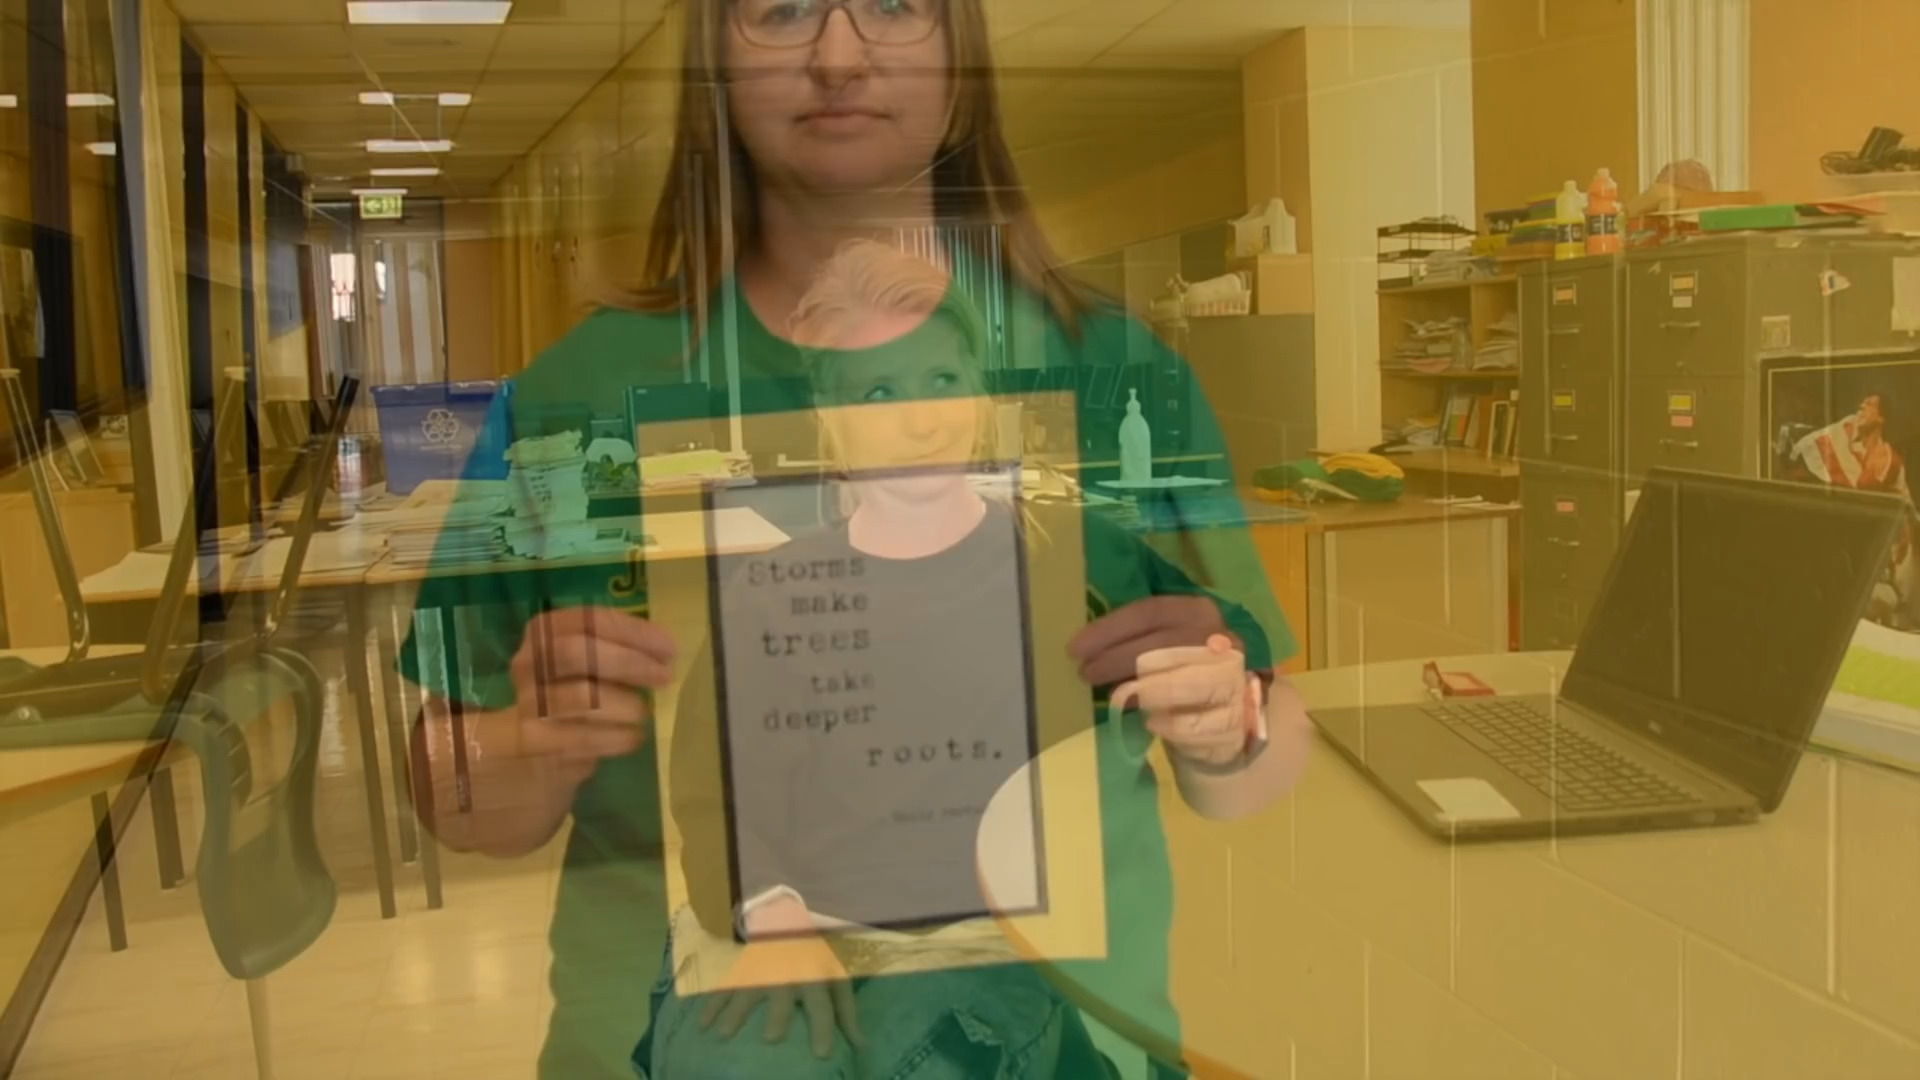 Storms
make
trees
take
deeper
roots.